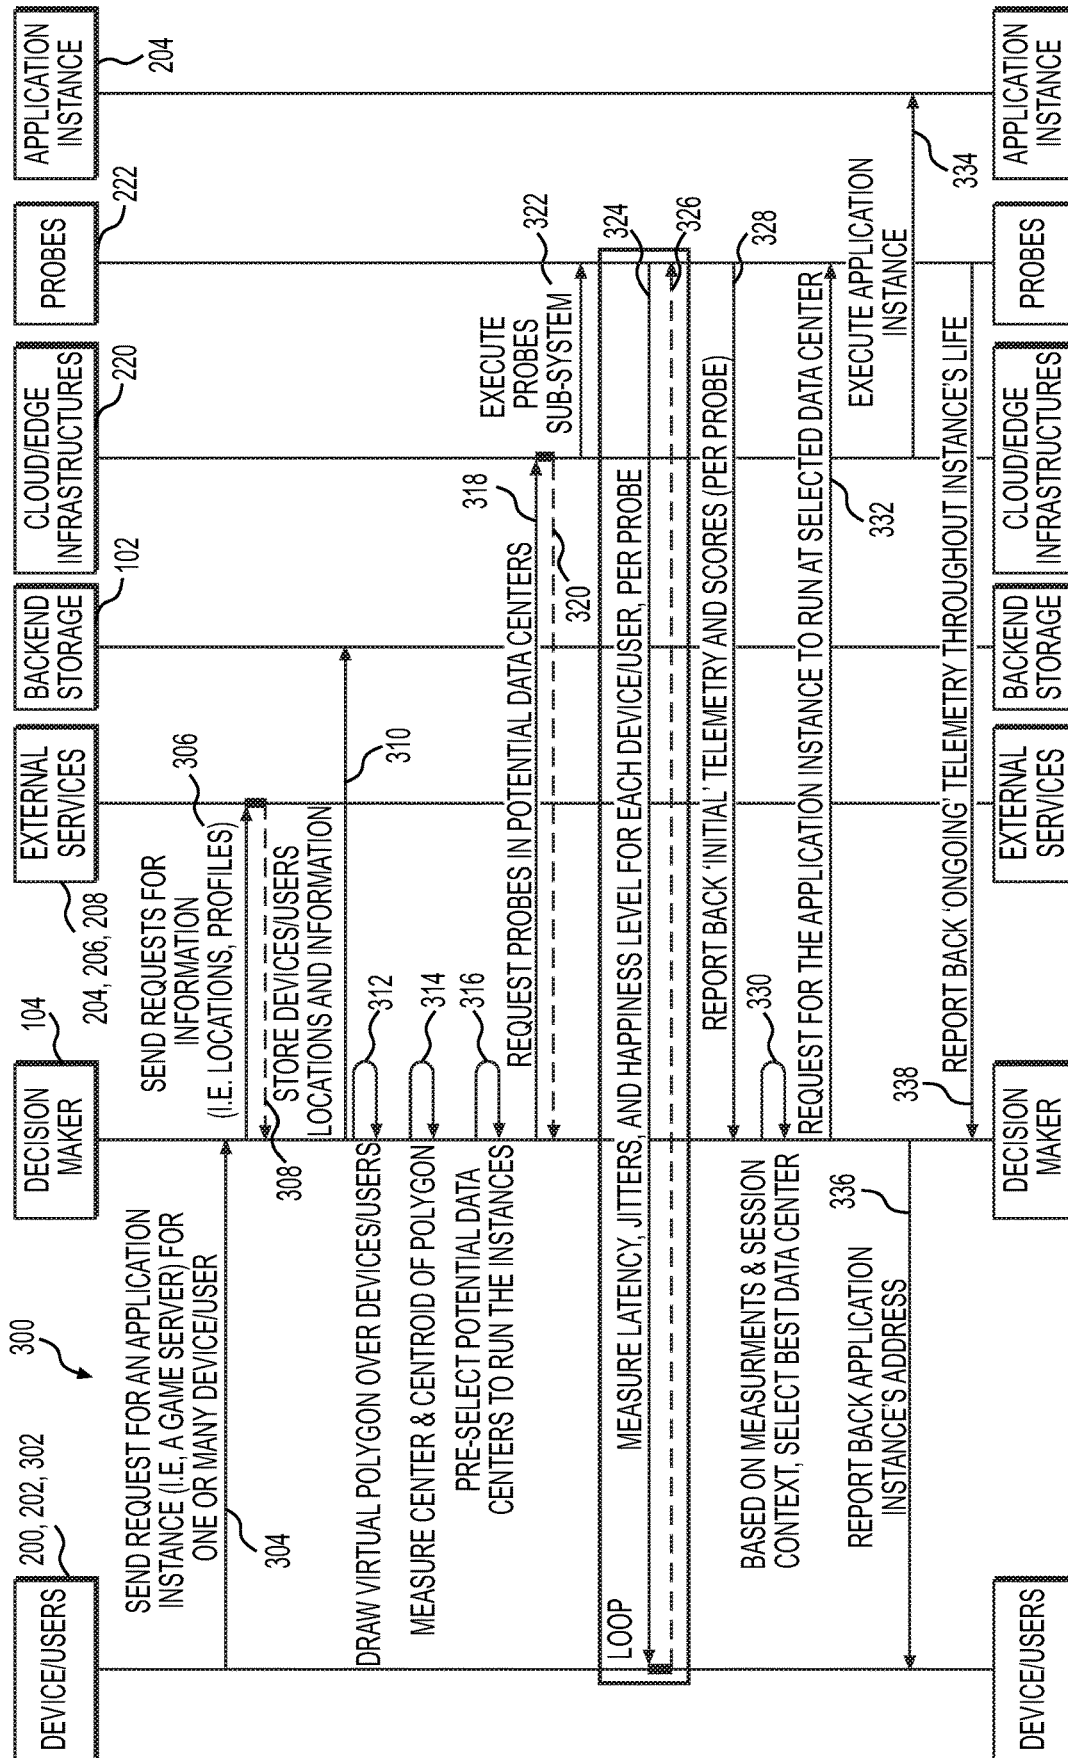 300
DEVICE/USERS
200, 202, 302
DECISION
MAKER
104
EXTERNAL
SERVICES
204, 206, 208
BACKEND
STORAGE
102
CLOUD/EDGE
INFRASTRUCTURES
220
PROBES
222
APPLICATION
INSTANCE
204
SEND REQUEST FOR AN APPLICATION
INSTANCE (I.E, A GAME SERVER) FOR
ONE OR MANY DEVICE/USER
304
SEND REQUESTS FOR
INFORMATION
(I.E. LOCATIONS, PROFILES)
306
308
STORE DEVICES/USERS
LOCATIONS AND INFORMATION
310
DRAW VIRTUAL POLYGON OVER DEVICES/USERS
312
MEASURE CENTER & CENTROID OF POLYGON
314
PRE-SELECT POTENTIAL DATA
CENTERS TO RUN THE INSTANCES
316
REQUEST PROBES IN POTENTIAL DATA CENTERS
318
320
EXECUTE
PROBES
SUB-SYSTEM
322
LOOP
MEASURE LATENCY, JITTERS, AND HAPPINESS LEVEL FOR EACH DEVICE/USER, PER PROBE
324
326
REPORT BACK 'INITIAL' TELEMETRY AND SCORES (PER PROBE)
328
BASED ON MEASURMENTS & SESSION
CONTEXT, SELECT BEST DATA CENTER
330
REQUEST FOR THE APPLICATION INSTANCE TO RUN AT SELECTED DATA CENTER
332
EXECUTE APPLICATION
INSTANCE
334
REPORT BACK APPLICATION
INSTANCE'S ADDRESS
336
REPORT BACK 'ONGOING' TELEMETRY THROUGHOUT INSTANCE'S LIFE
338
DEVICE/USERS
DECISION
MAKER
EXTERNAL
SERVICES
BACKEND
STORAGE
CLOUD/EDGE
INFRASTRUCTURES
PROBES
APPLICATION
INSTANCE